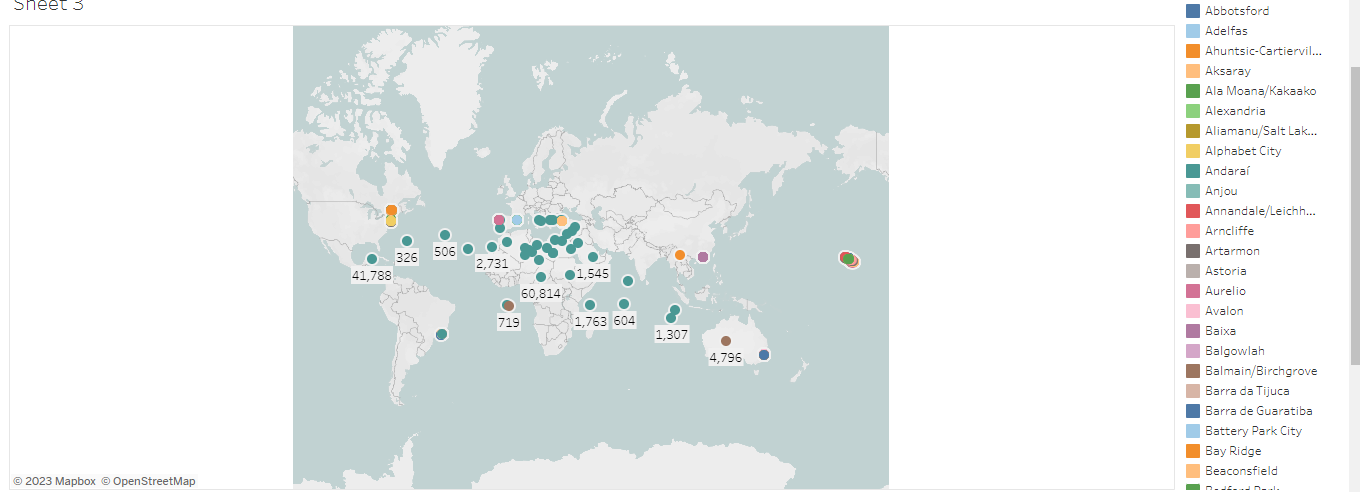 Sheet 3
326
506
41,788
2,731
1,545
60,814
719
1,763
604
1,307
4,796
© 2023 Mapbox © OpenStreetMap
Abbotsford
Adelfas
Ahuntsic-Cartiervil...
Aksaray
Ala Moana/Kakaako
Alexandria
Aliamanu/Salt Lak...
Alphabet City
Andaraí
Anjou
Annandale/Leichh...
Arncliffe
Artarmon
Astoria
Aurelio
Avalon
Baixa
Balgowlah
Balmain/Birchgrove
Barra da Tijuca
Barra de Guaratiba
Battery Park City
Bay Ridge
Beaconsfield
Bedford Park